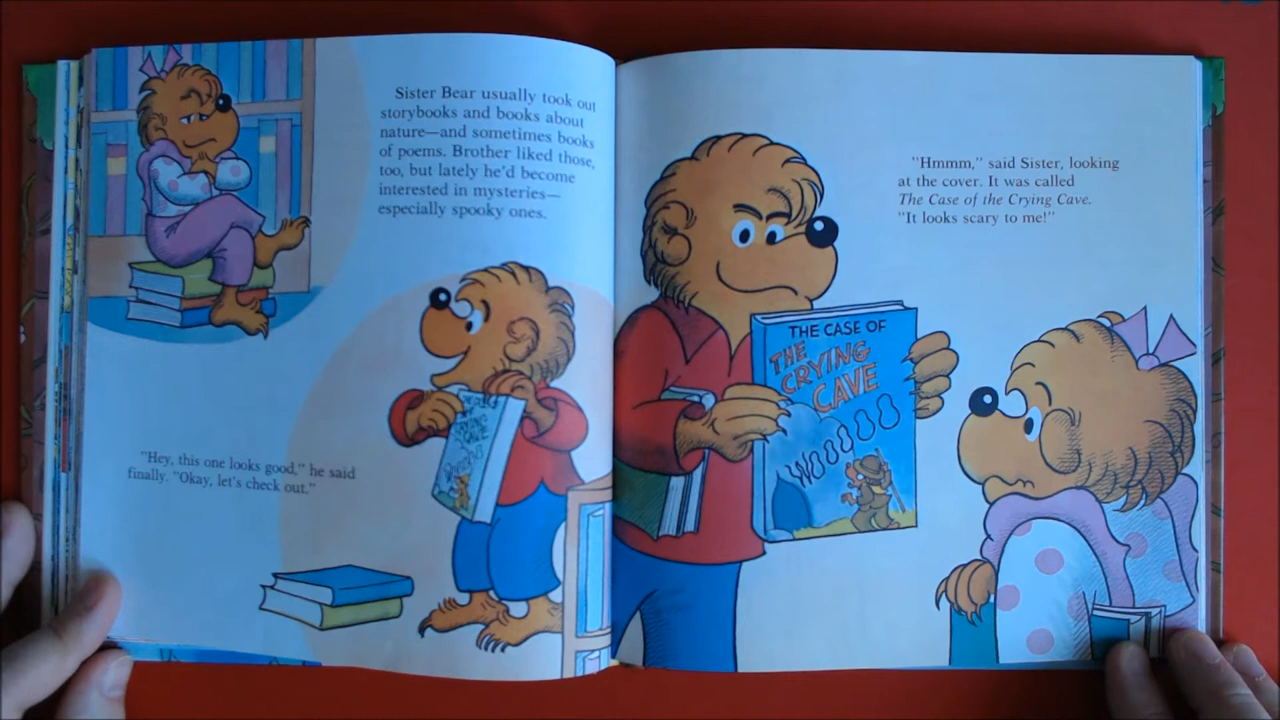 Sister Bear usually took out
storybooks and books about
nature—and sometimes books
of poems. Brother liked those,
too, but lately he'd become
interested in mysteries—
especially spooky ones.
"Hey, this one looks good," he said
finally. "Okay, let's check out."
THE CASE OF
THE
CRYING
CAVE
WOOOOO
"Hmmm," said Sister, looking
at the cover. It was called
The Case of the Crying Cave.
"It looks scary to me!"